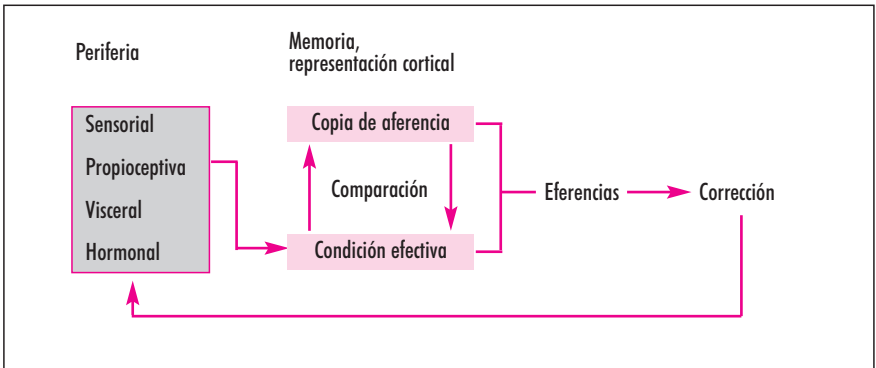 Periferia
Memoria,
representación cortical
Sensorial
Propioceptiva
Visceral
Hormonal
Copia de aferencia
Comparación
Condición efectiva
Eferencias
Corrección